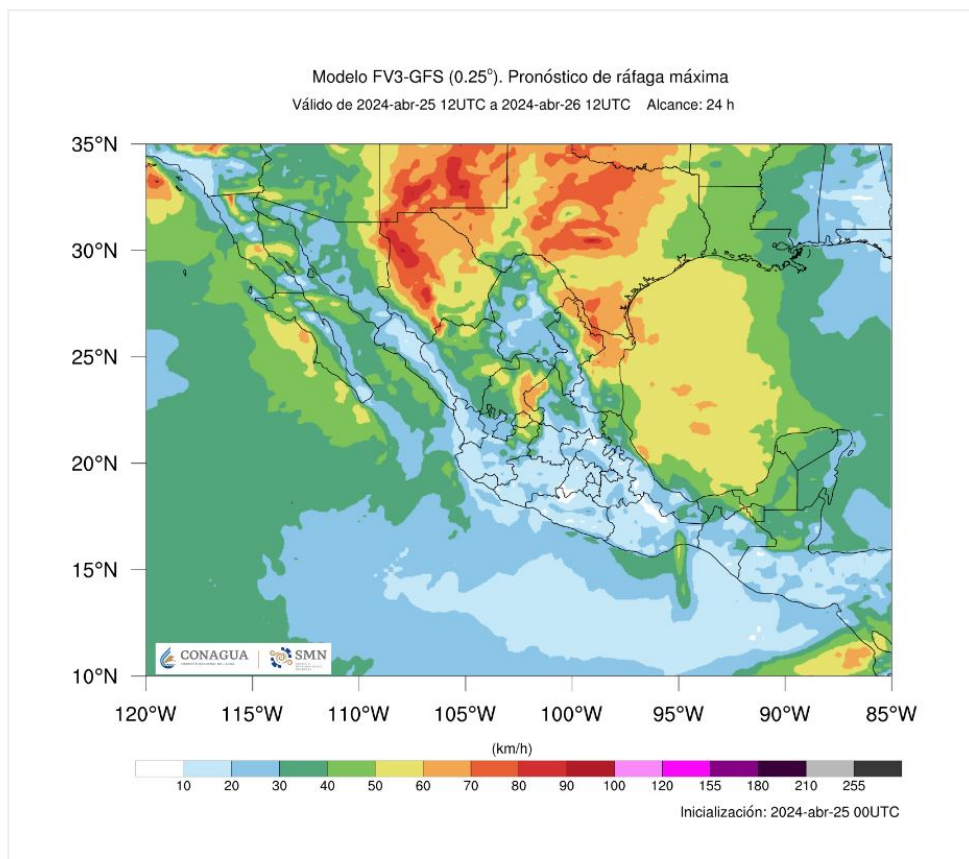 Modelo FV3-GFS (0.25°). Pronóstico de ráfaga máxima
Válido de 2024-abr-25 12UTC a 2024-abr-26 12UTC Alcance: 24 h
35°N
30°N
25°N
20°N
15°N
10°N
CONAGUA
SMN
120°W 115°W 110°W 105°W 100°W 95°W 90°W 85°W
(km/h)
10 20 30 40 50 60 70 80 90 100 120 155 180 210 255
Inicialización: 2024-abr-25 00UTC